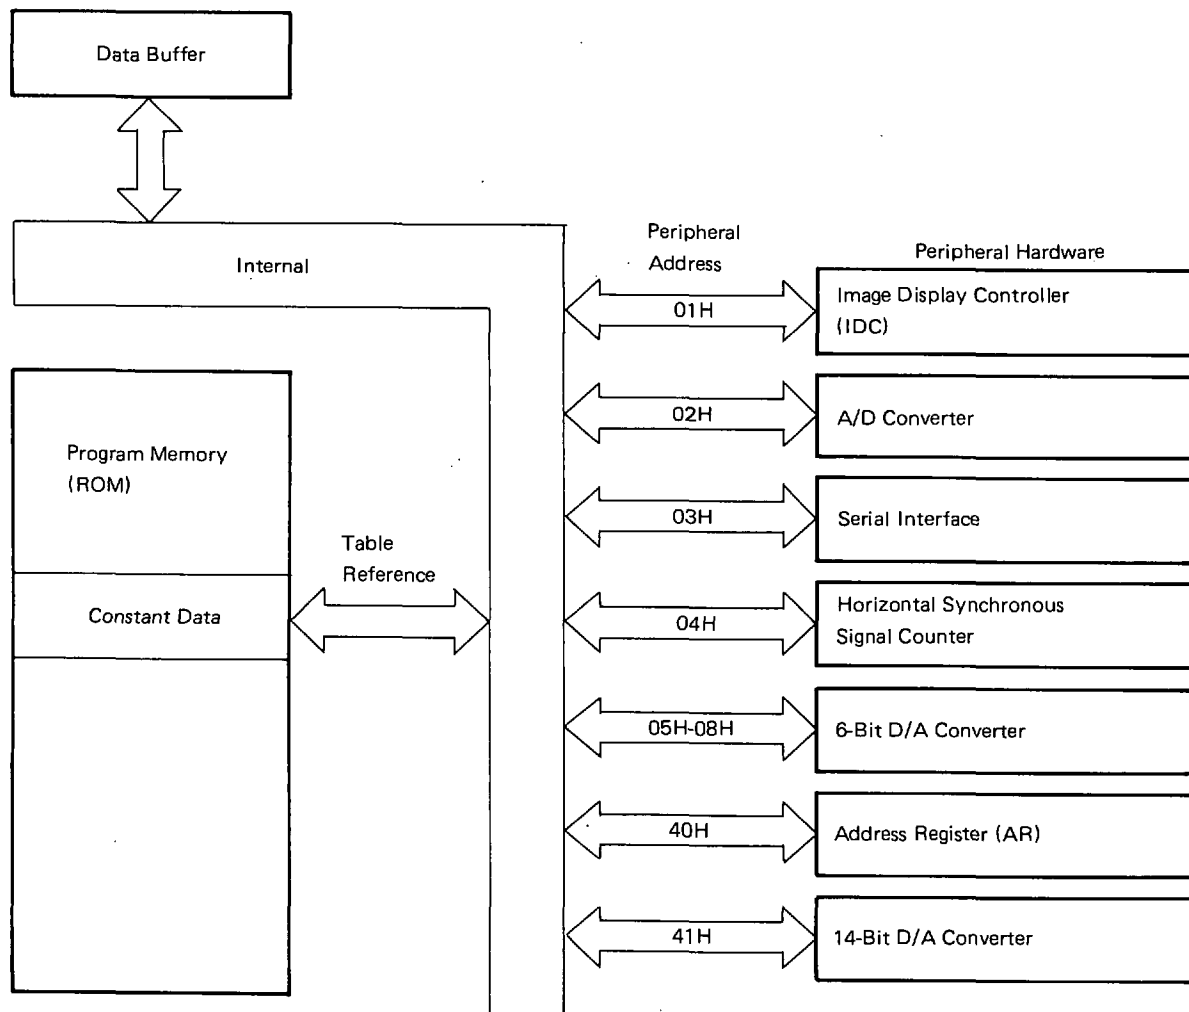 Data Buffer
Internal
Peripheral
Address
Peripheral Hardware
01H
Image Display Controller
(IDC)
02H
A/D Converter
Program Memory
(ROM)
03H
Serial Interface
Table
Reference
Constant Data
04H
Horizontal Synchronous
Signal Counter
05H-08H
6-Bit D/A Converter
40H
Address Register (AR)
41H
14-Bit D/A Converter